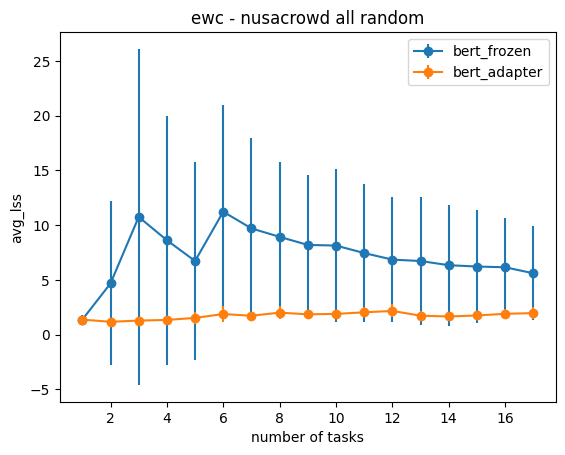 ewc - nusacrowd all random
bert_frozen
bert_adapter
25
20
15
10
5
0
−5
avg_lss
2 4 6 8 10 12 14 16
number of tasks